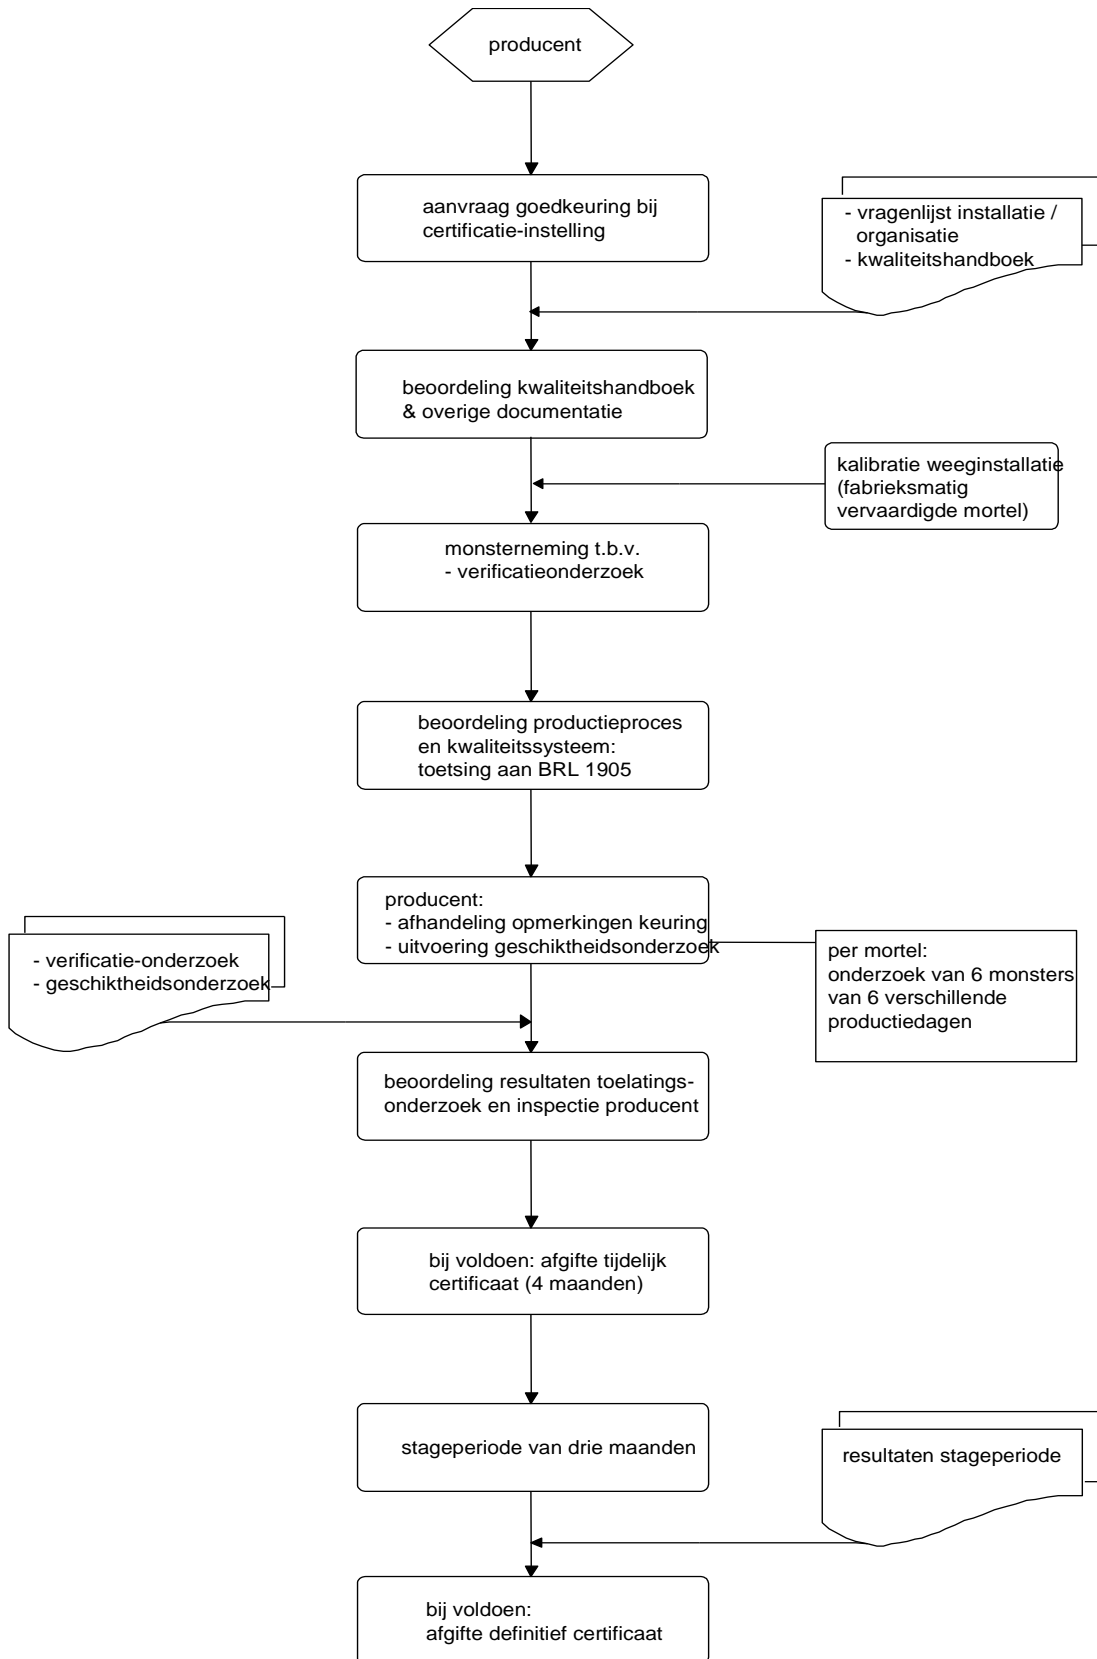 producent
aanvraag goedkeuring bij
certificatie-instelling
- vragenlijst installatie /
organisatie
- kwaliteitshandboek
beoordeling kwaliteitshandboek
& overige documentatie
kalibratie weeginstallatie
(fabrieksmatig
vervaardigde mortel)
monsterneming t.b.v.
- verificatieonderzoek
beoordeling productieproces
en kwaliteitssysteem:
toetsing aan BRL 1905
producent:
- afhandeling opmerkingen keuring
- uitvoering geschiktheidsonderzoek
per mortel:
onderzoek van 6 monsters
van 6 verschillende
productiedagen
- verificatie-onderzoek
- geschiktheidsonderzoek
beoordeling resultaten toelatings-
onderzoek en inspectie producent
bij voldoen: afgifte tijdelijk
certificaat (4 maanden)
stageperiode van drie maanden
resultaten stageperiode
bij voldoen:
afgifte definitief certificaat